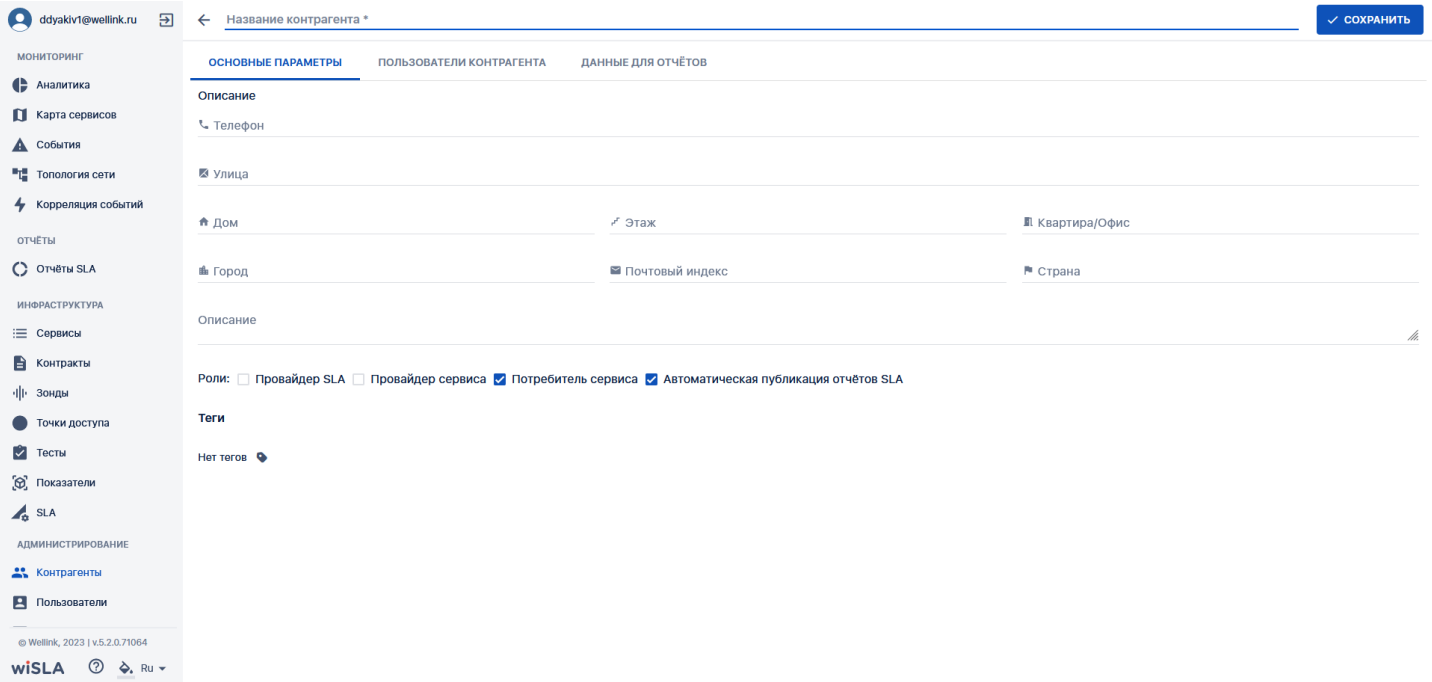 ddyakiv1@wellink.ru
МОНИТОРИНГ
Аналитика
Карта сервисов
События
Топология сети
Корреляция событий
ОТЧЁТЫ
Отчёты SLA
ИНФРАСТРУКТУРА
Сервисы
Контракты
Зонды
Точки доступа
Тесты
Показатели
SLA
АДМИНИСТРИРОВАНИЕ
Контрагенты
Пользователи
© Wellink, 2023 | v.5.2.0.71064
wiSLA Ru
Название контрагента *
СОХРАНИТЬ
ОСНОВНЫЕ ПАРАМЕТРЫ ПОЛЬЗОВАТЕЛИ КОНТРАГЕНТА ДАННЫЕ ДЛЯ ОТЧЁТОВ
Описание
Телефон
Улица
Дом Этаж Квартира/Офис
Город Почтовый индекс Страна
Описание
Роли: Провайдер SLA Провайдер сервиса Потребитель сервиса Автоматическая публикация отчётов SLA
Теги
Нет тегов